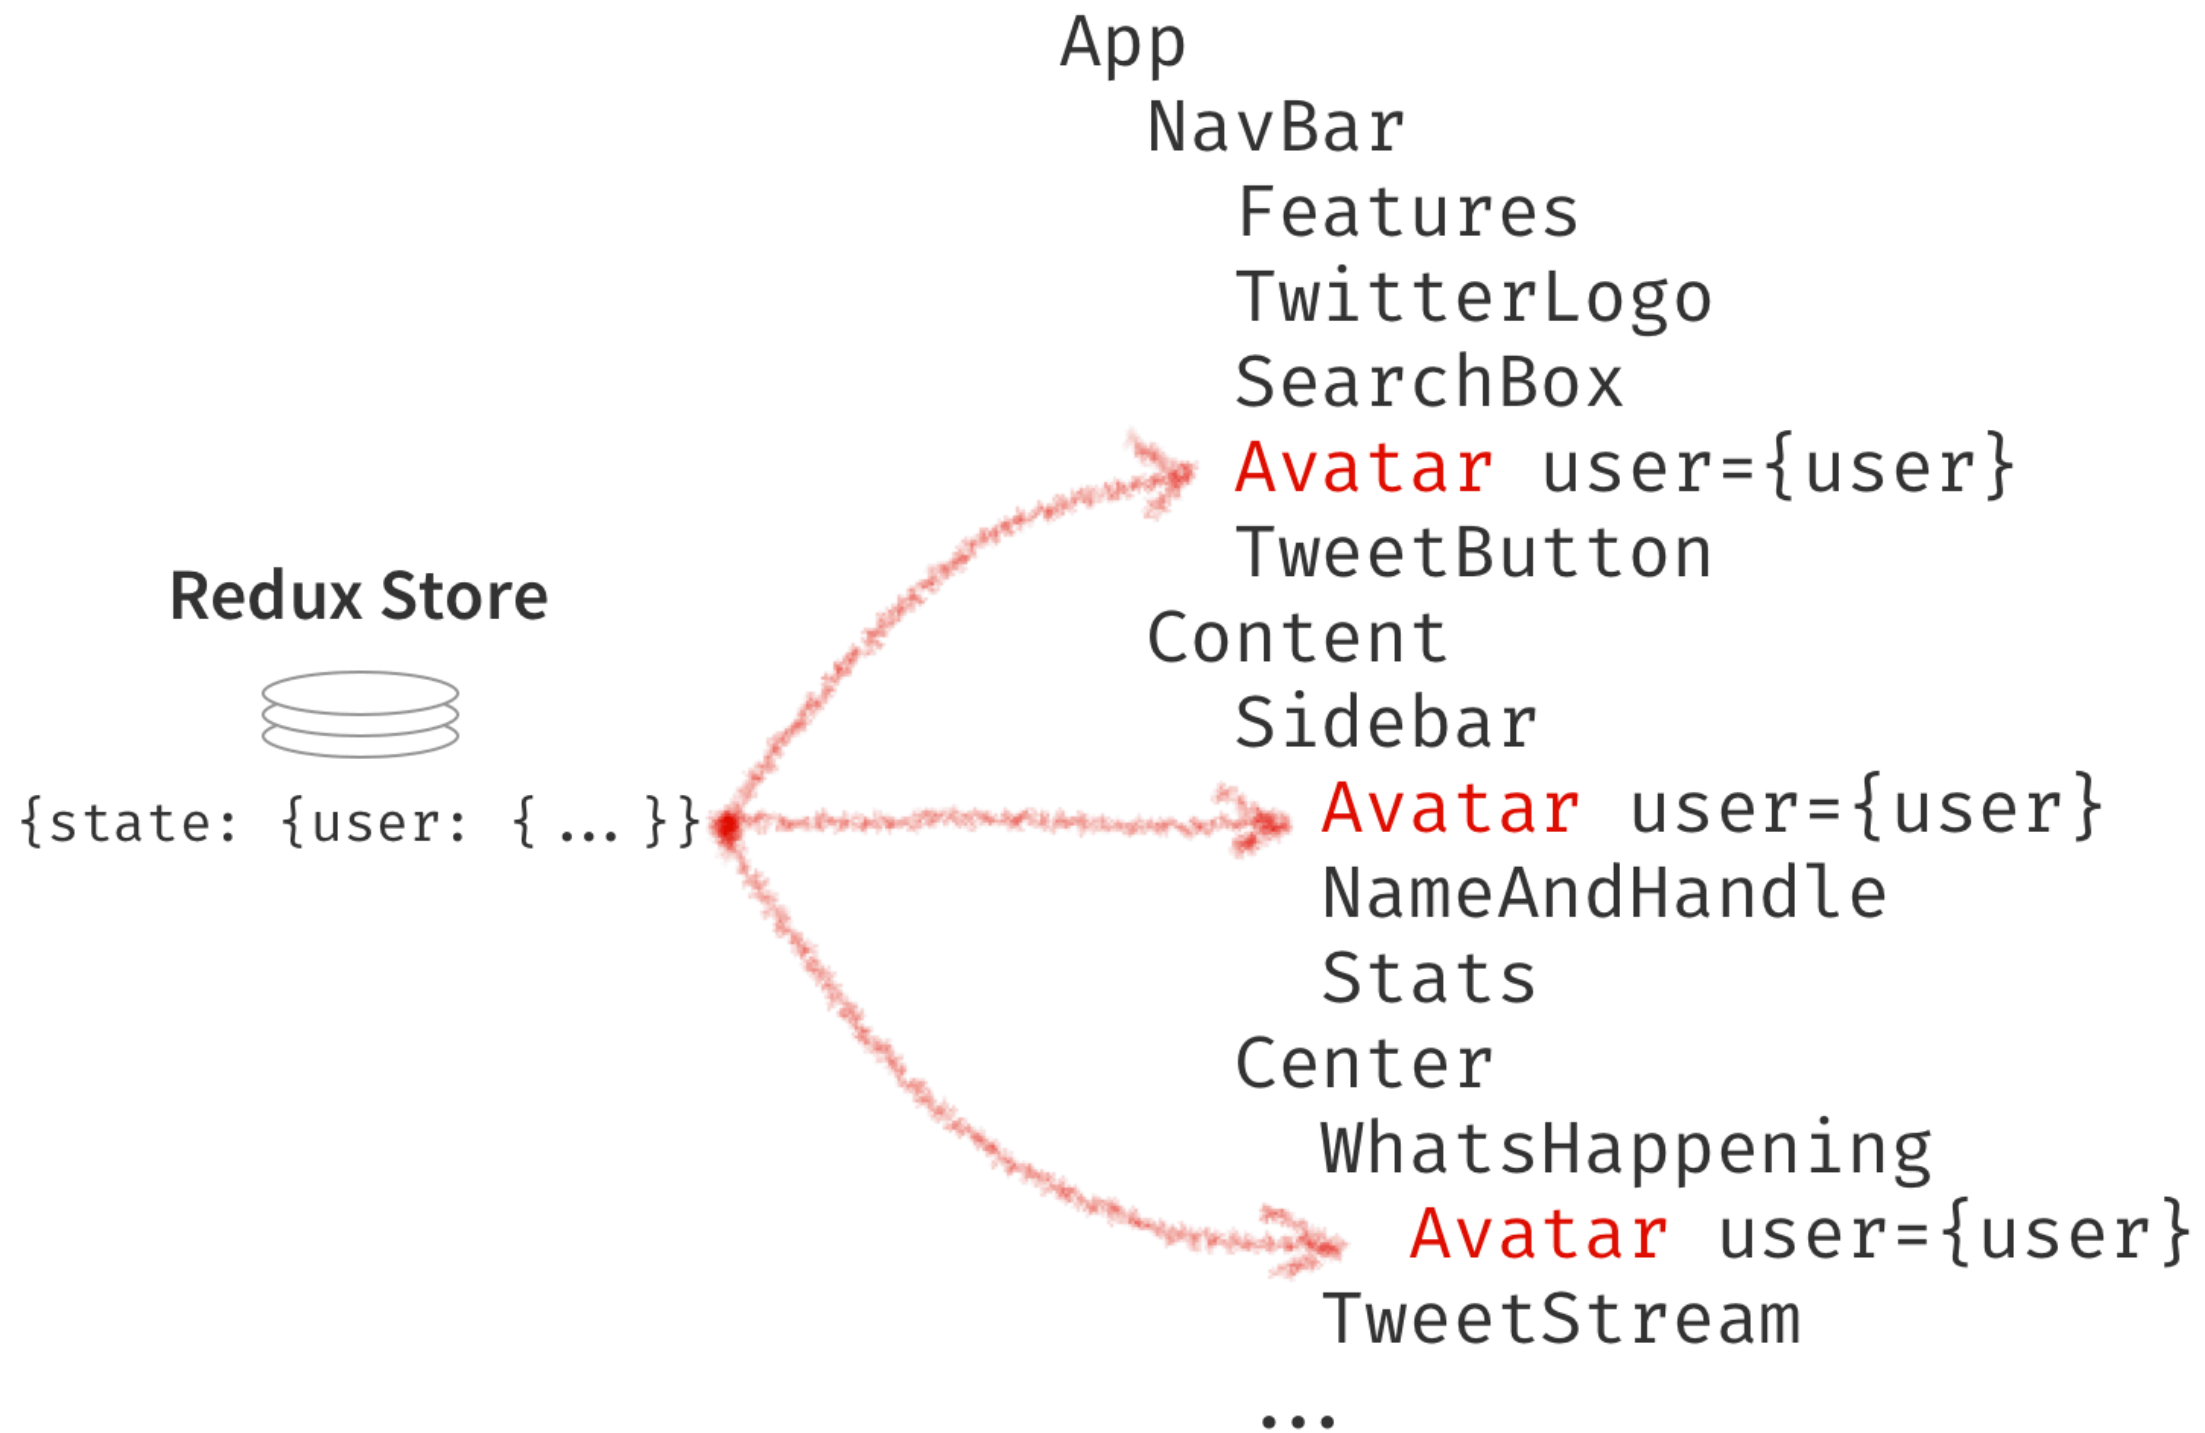 Redux Store
{state: {user: {...}}
App
NavBar
Features
TwitterLogo
SearchBox
Avatar user={user}
TweetButton
Content
Sidebar
Avatar user={user}
NameAndHandle
Stats
Center
WhatsHappening
Avatar user={user}
TweetStream
...